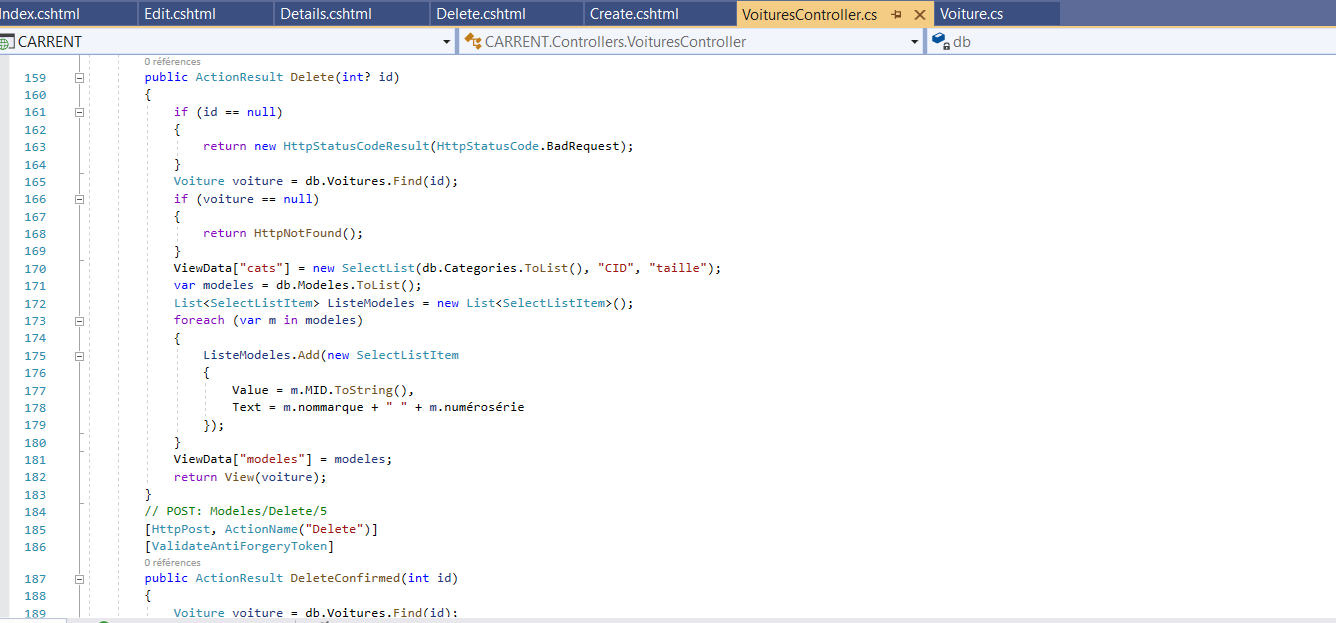 Index.cshtml Edit.cshtml Details.cshtml Delete.cshtml Create.cshtml VoituresController.cs Voiture.cs
CARRENT CARRENT.Controllers.VoituresController db
0 références
159 public ActionResult Delete(int? id)
160 {
161 if (id == null)
162 {
163 return new HttpStatusCodeResult(HttpStatusCode.BadRequest);
164 }
165 Voiture voiture = db.Voitures.Find(id);
166 if (voiture == null)
167 {
168 return HttpNotFound();
169 }
170 ViewData["cats"] = new SelectList(db.Categories.ToList(), "CID", "taille");
171 var modeles = db.Modeles.ToList();
172 List<SelectListItem> ListeModeles = new List<SelectListItem>();
173 foreach (var m in modeles)
174 {
175 ListeModeles.Add(new SelectListItem
176 {
177 Value = m.MID.ToString(),
178 Text = m.nommarque + " " + m.numérosérie
179 });
180 }
181 ViewData["modeles"] = modeles;
182 return View(voiture);
183 }
184 // POST: Modeles/Delete/5
185 [HttpPost, ActionName("Delete")]
186 [ValidateAntiForgeryToken]
0 références
187 public ActionResult DeleteConfirmed(int id)
188 {
189 Voiture voiture = db.Voitures.Find(id);